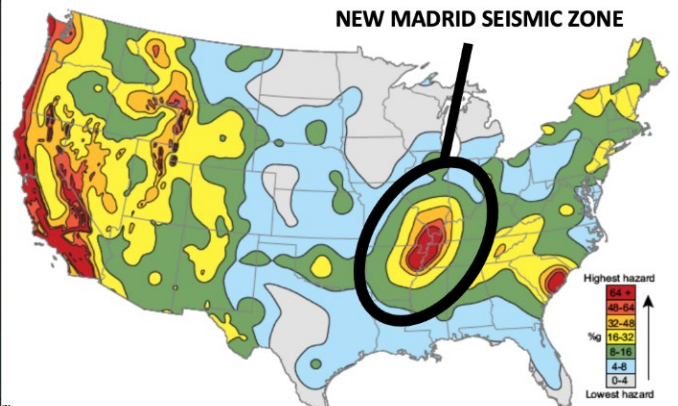 NEW MADRID SEISMIC ZONE
Highest hazard
64 +
48-64
32-48
%g 16-32
8-16
4-8
0-4
Lowest hazard